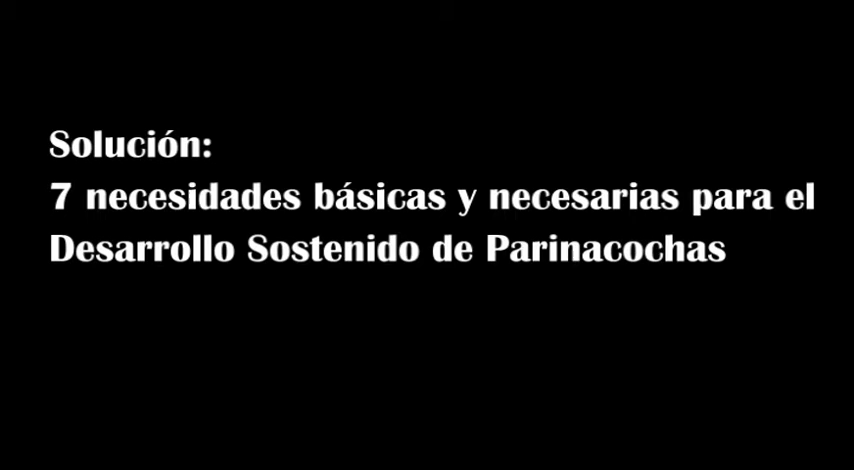 Solución:
7 necesidades básicas y necesarias para el
Desarrollo Sostenido de Parinacochas